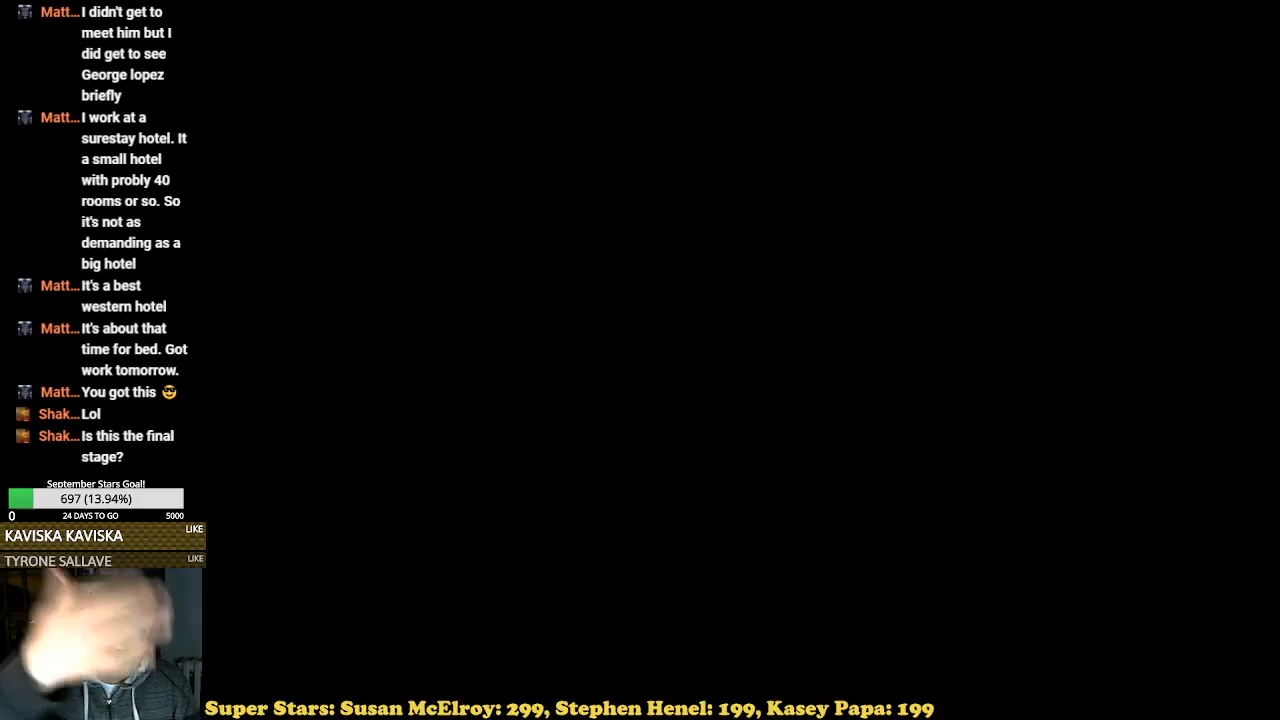 Matt... I didn't get to
meet him but I
did get to see
George lopez
briefly
Matt... I work at a
surestay hotel. It
a small hotel
with probly 40
rooms or so. So
it's not as
demanding as a
big hotel
Matt... It's a best
western hotel
Matt... It's about that
time for bed. Got
work tomorrow.
Matt... You got this 😎
Shak... Lol
Shak... Is this the final
stage?
September Stars Goal!
697 (13.94%)
0 24 DAYS TO GO 5000
KAVISKA KAVISKA LIKE
TYRONE SALLAVE LIKE
Super Stars: Susan McElroy: 299, Stephen Henel: 199, Kasey Papa: 199